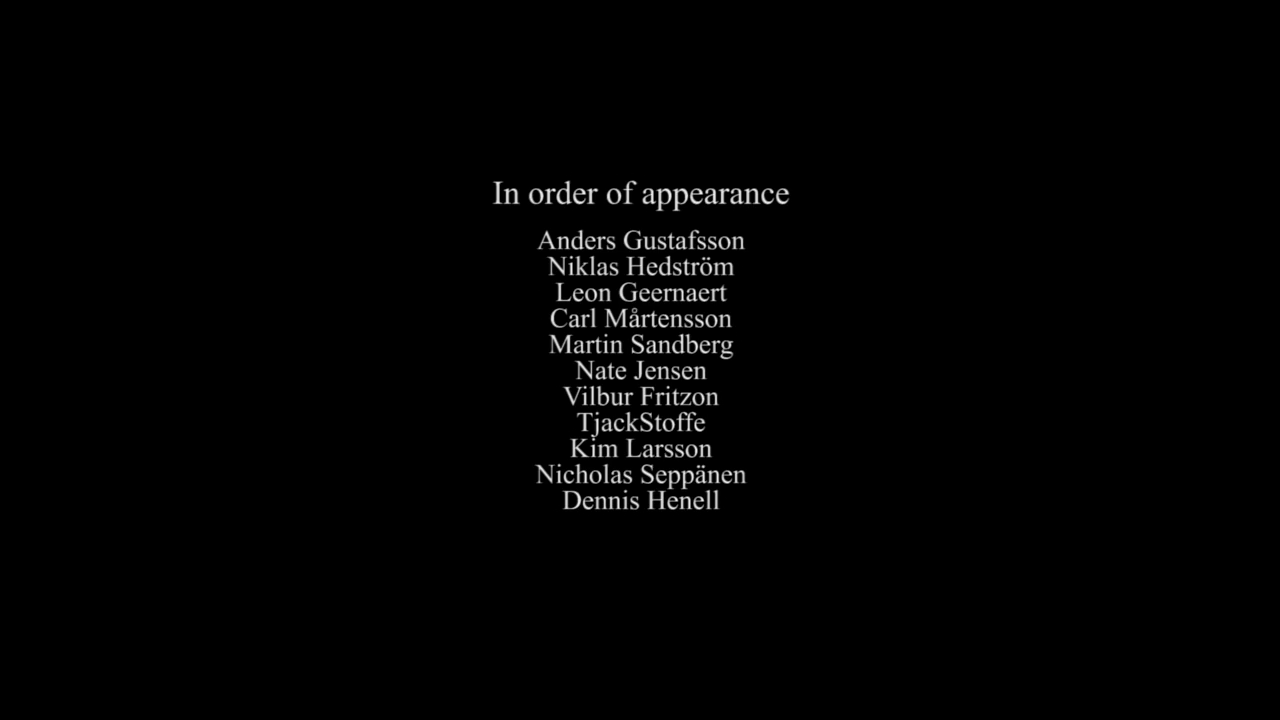 In order of appearance
Anders Gustafsson
Niklas Hedström
Leon Geernaert
Carl Mårtensson
Martin Sandberg
Nate Jensen
Vilbur Fritzon
TjackStoffe
Kim Larsson
Nicholas Seppänen
Dennis Henell